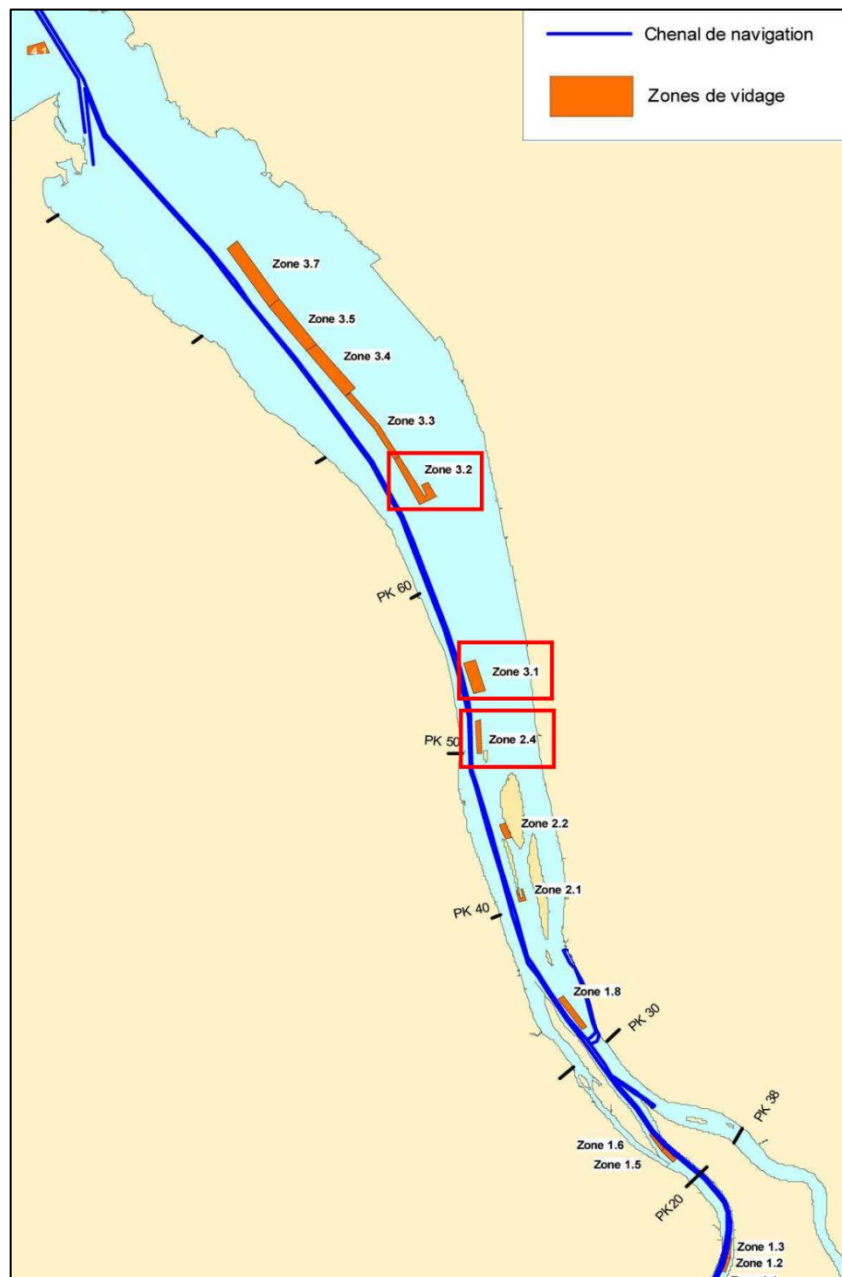 Chenal de navigation
Zones de vidage
Zone 3.7
Zone 3.5
Zone 3.4
Zone 3.3
Zone 3.2
PK 60
Zone 3.1
PK 50
Zone 2.4
Zone 2.2
Zone 2.1
PK 40
Zone 1.8
PK 30
PK 38
Zone 1.6
Zone 1.5
PK20
Zone 1.3
Zone 1.2